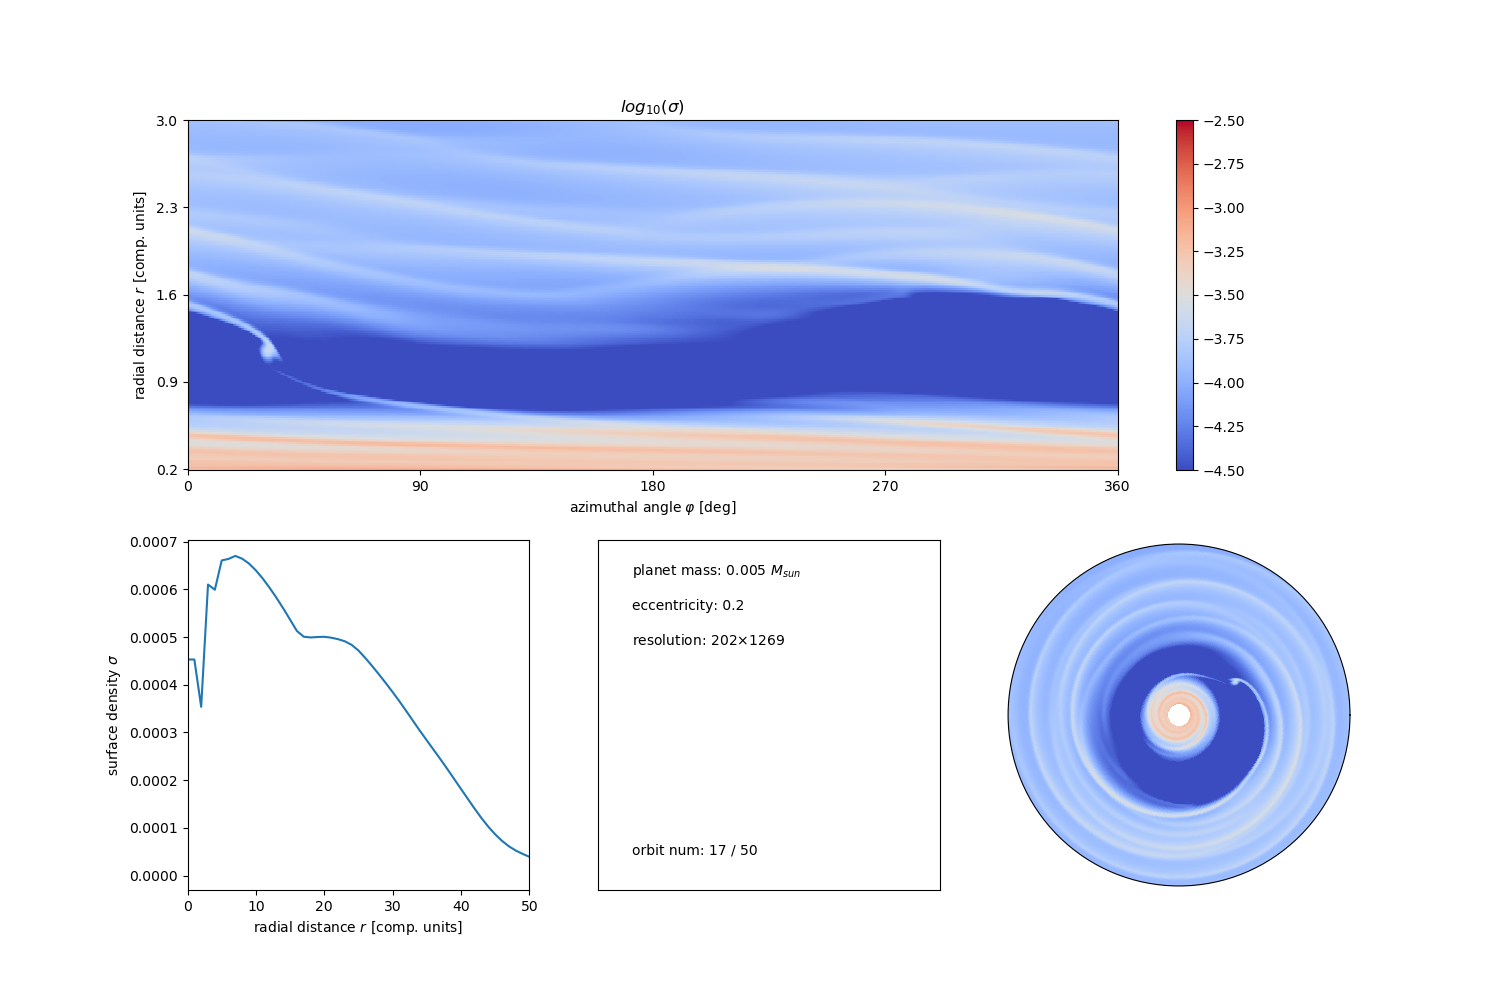 log10(σ)
3.0
2.3
1.6
0.9
0.2
radial distance r [comp. units]
0 90 180 270 360
azimuthal angle φ [deg]
−2.50
−2.75
−3.00
−3.25
−3.50
−3.75
−4.00
−4.25
−4.50
0.0007
0.0006
0.0005
0.0004
0.0003
0.0002
0.0001
0.0000
surface density σ
0 10 20 30 40 50
radial distance r [comp. units]
planet mass: 0.005 Msun
eccentricity: 0.2
resolution: 202×1269
orbit num: 17 / 50